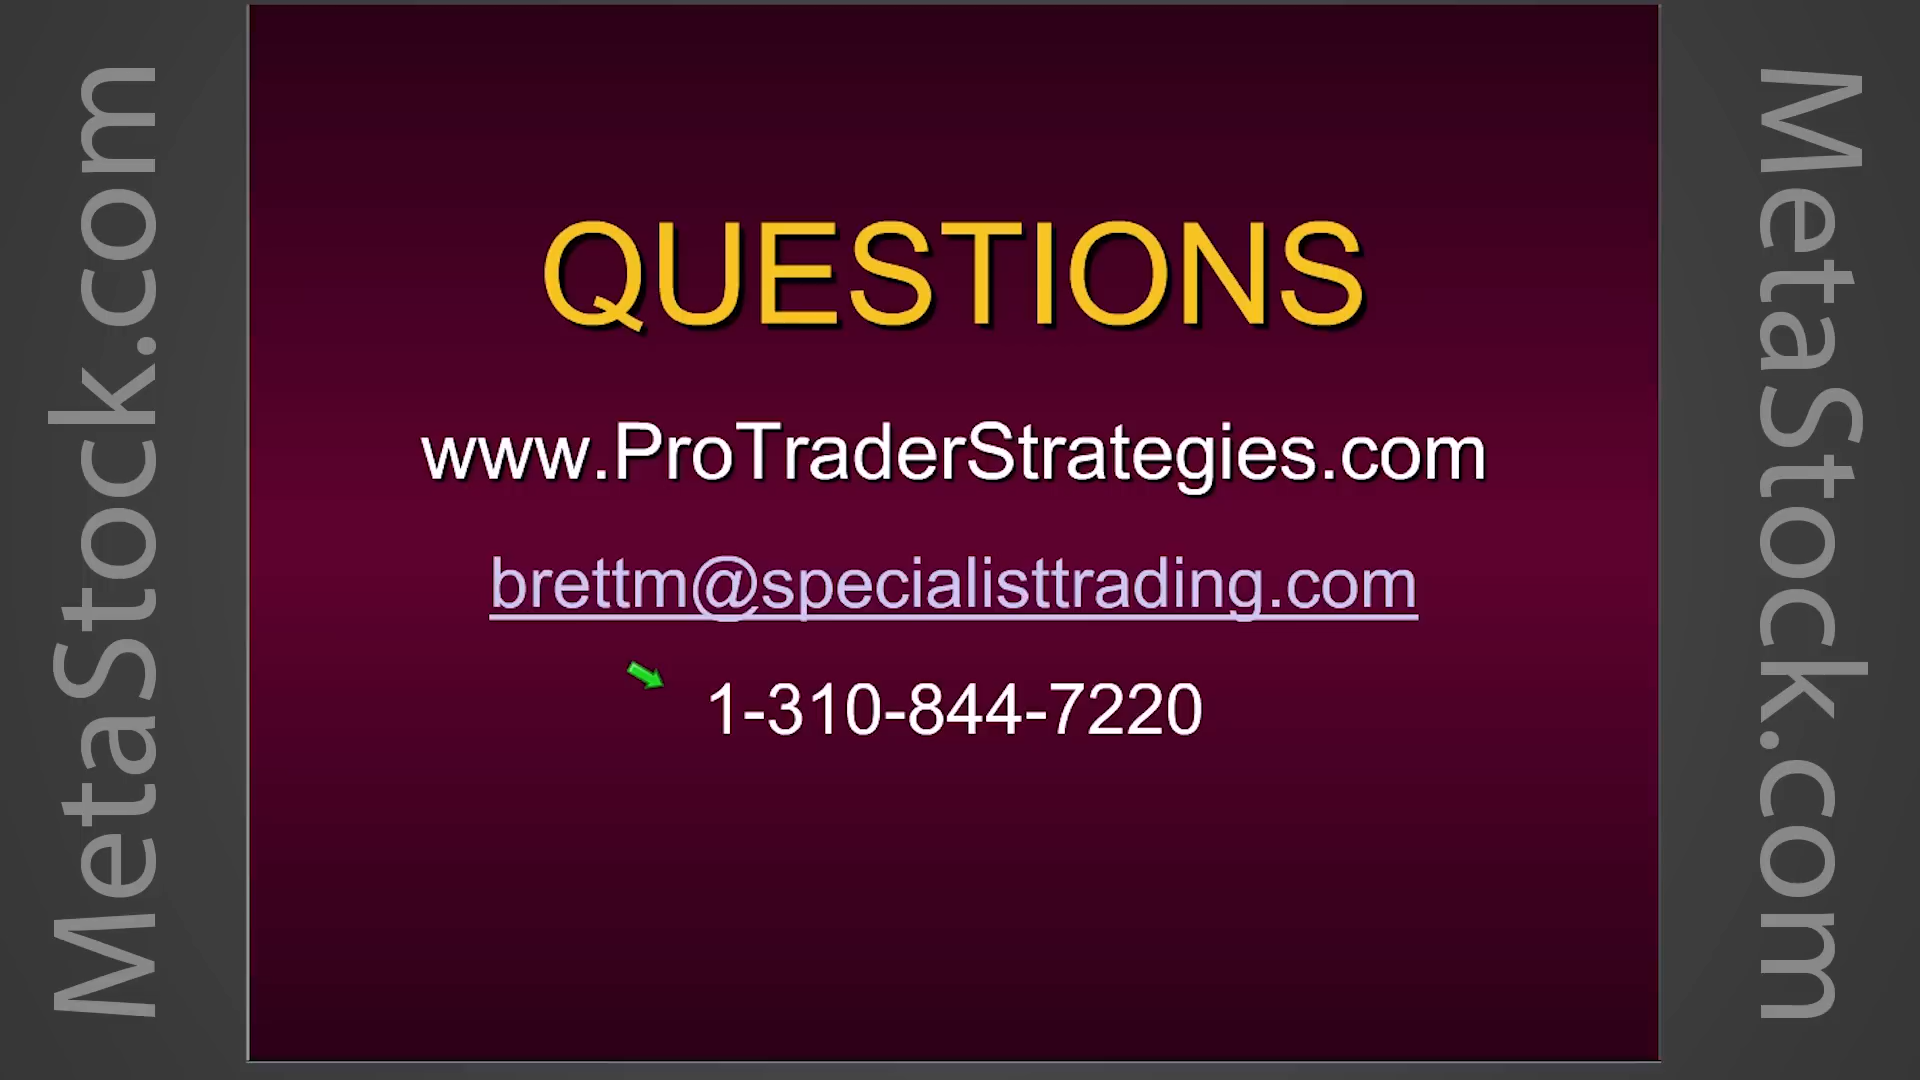 MetaStock.com
QUESTIONS
www.ProTraderStrategies.com
brettm@specialisttrading.com
1-310-844-7220
MetaStock.com